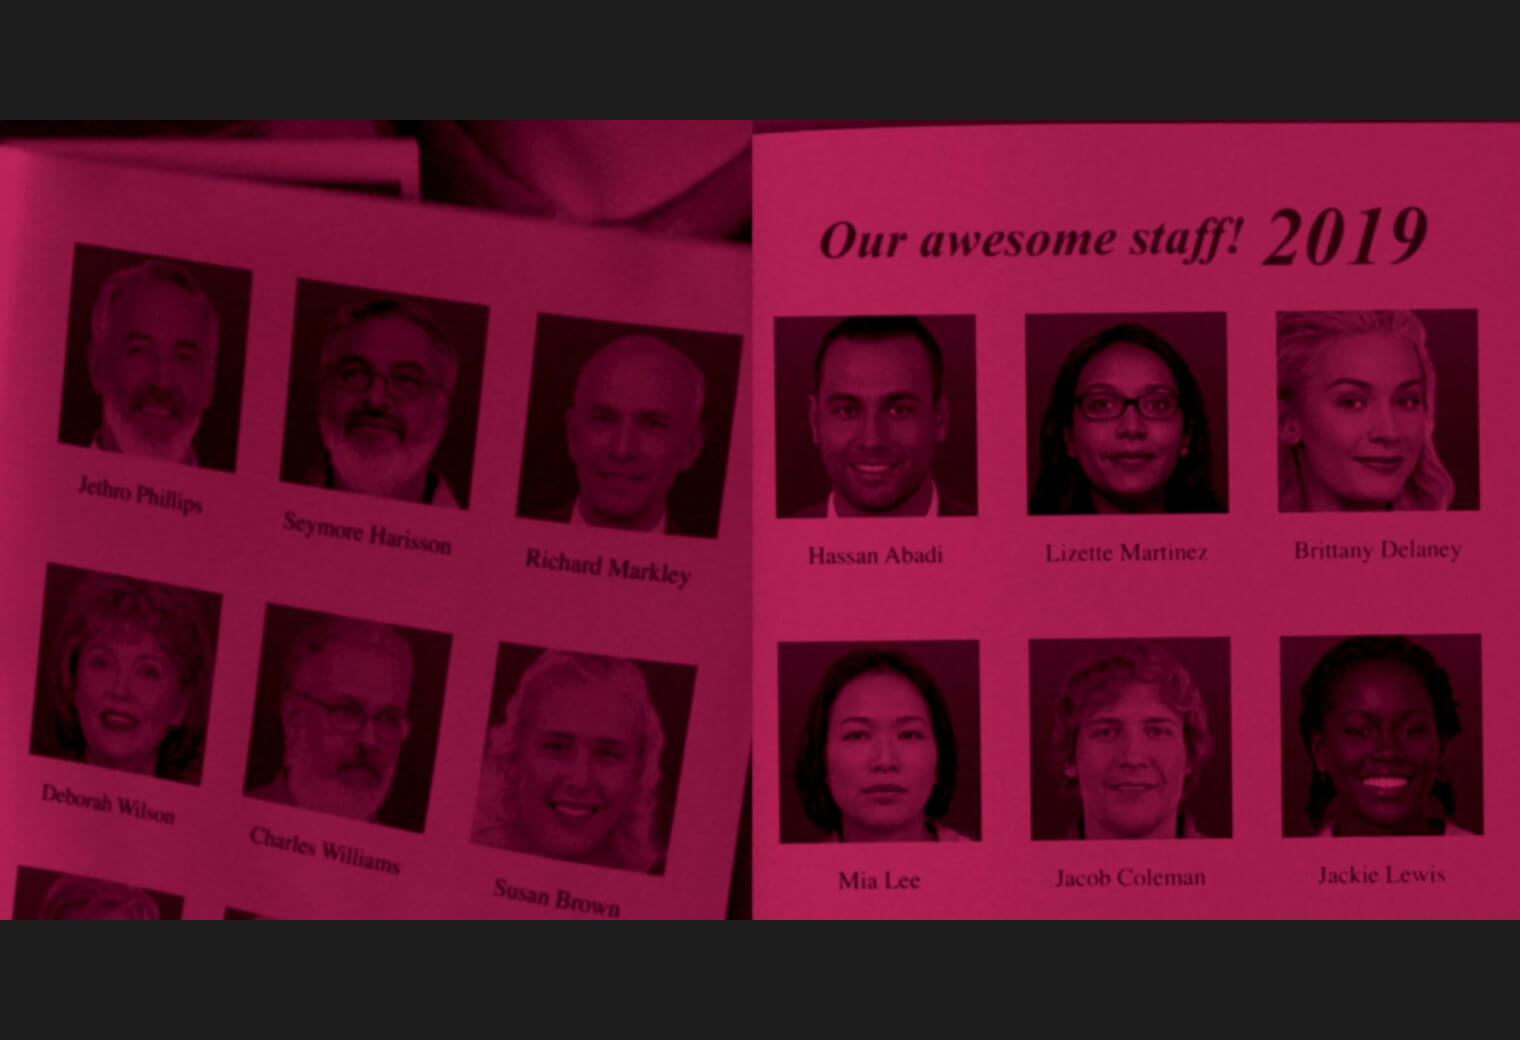 Jethro Phillips
Seymore Harisson
Richard Markley
Deborah Wilson
Charles Williams
Susan Brown
Our awesome staff! 2019
Hassan Abadi
Lizette Martinez
Brittany Delaney
Mia Lee
Jacob Coleman
Jackie Lewis